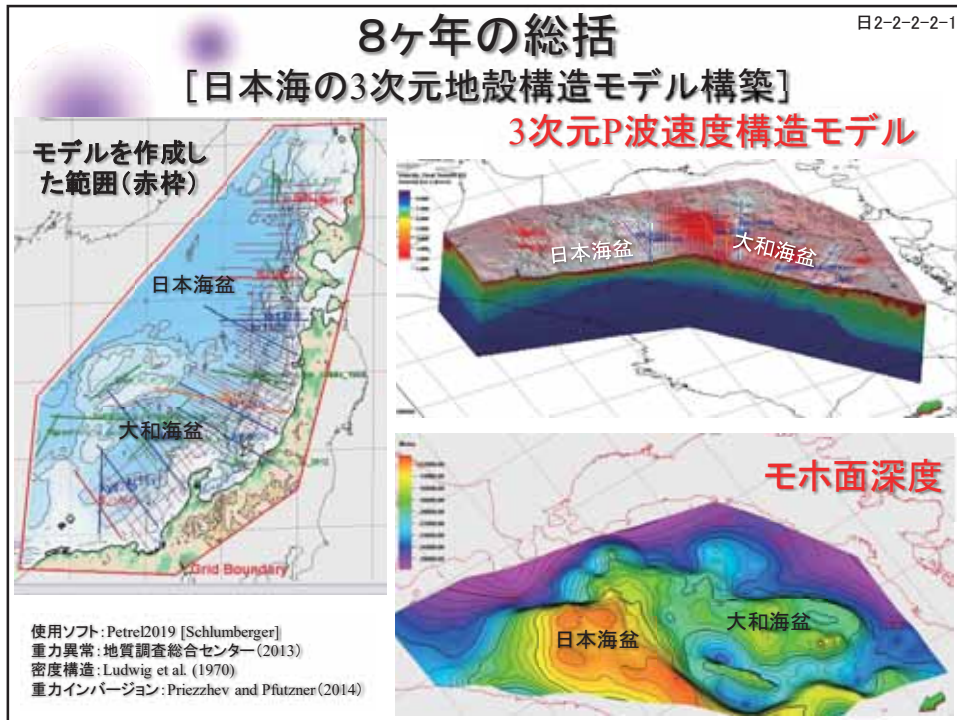 日2-2-2-2-1
8ヶ年の総括
[日本海の3次元地殻構造モデル構築]
モデルを作成し
た範囲(赤枠)
日本海盆
大和海盆
Grid Boundary
3次元P波速度構造モデル
日本海盆
大和海盆
モホ面深度
日本海盆
大和海盆
使用ソフト:Petrel2019 [Schlumberger]
重力異常:地質調査総合センター(2013)
密度構造:Ludwig et al. (1970)
重力インバージョン:Priezzhev and Pfutzner(2014)